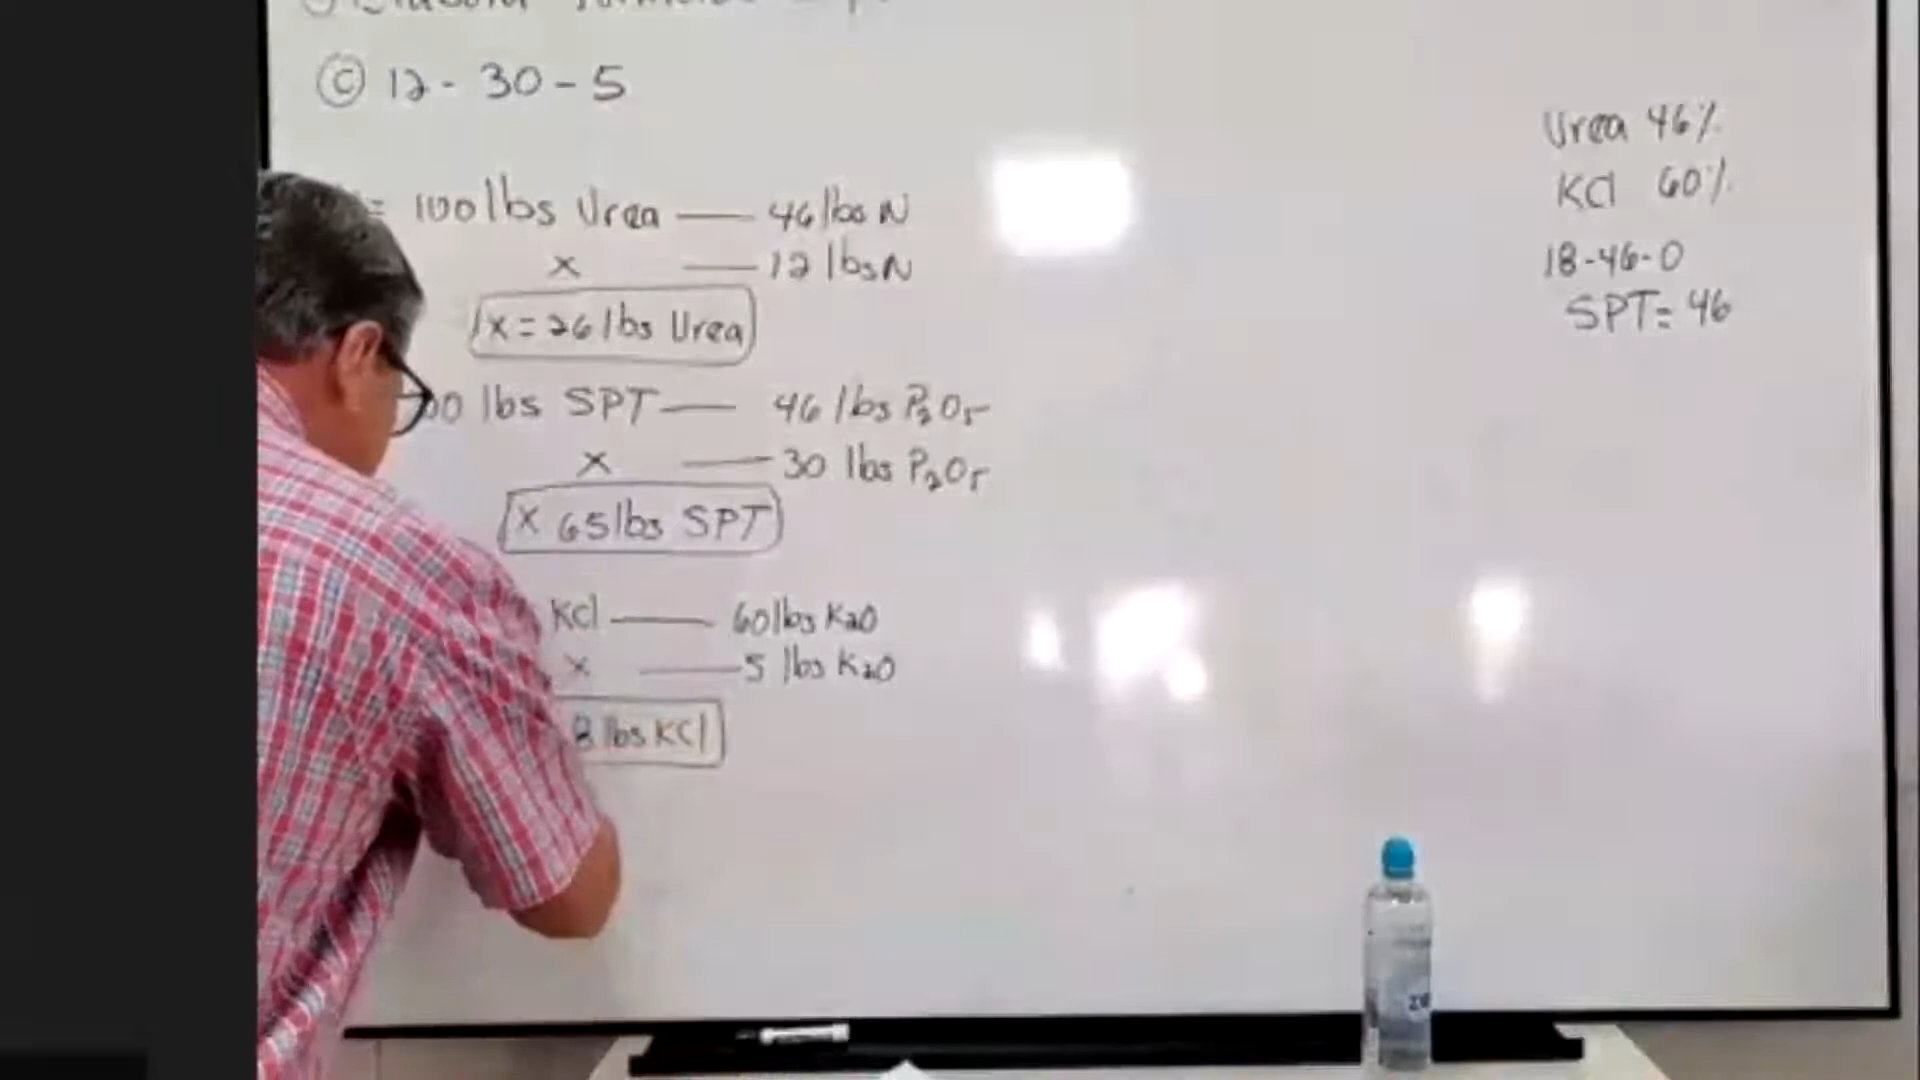 Ⓒ 12 - 30 - 5
= 100 lbs Urea — 46 lbs N
x — 12 lbs N
x = 26 lbs Urea
00 lbs SPT — 46 lbs P₂O₅
x — 30 lbs P₂O₅
x 65 lbs SPT
KCl — 60 lbs K₂O
x — 5 lbs K₂O
8 lbs KCl
Urea 46%
KCl 60%
18-46-0
SPT = 46